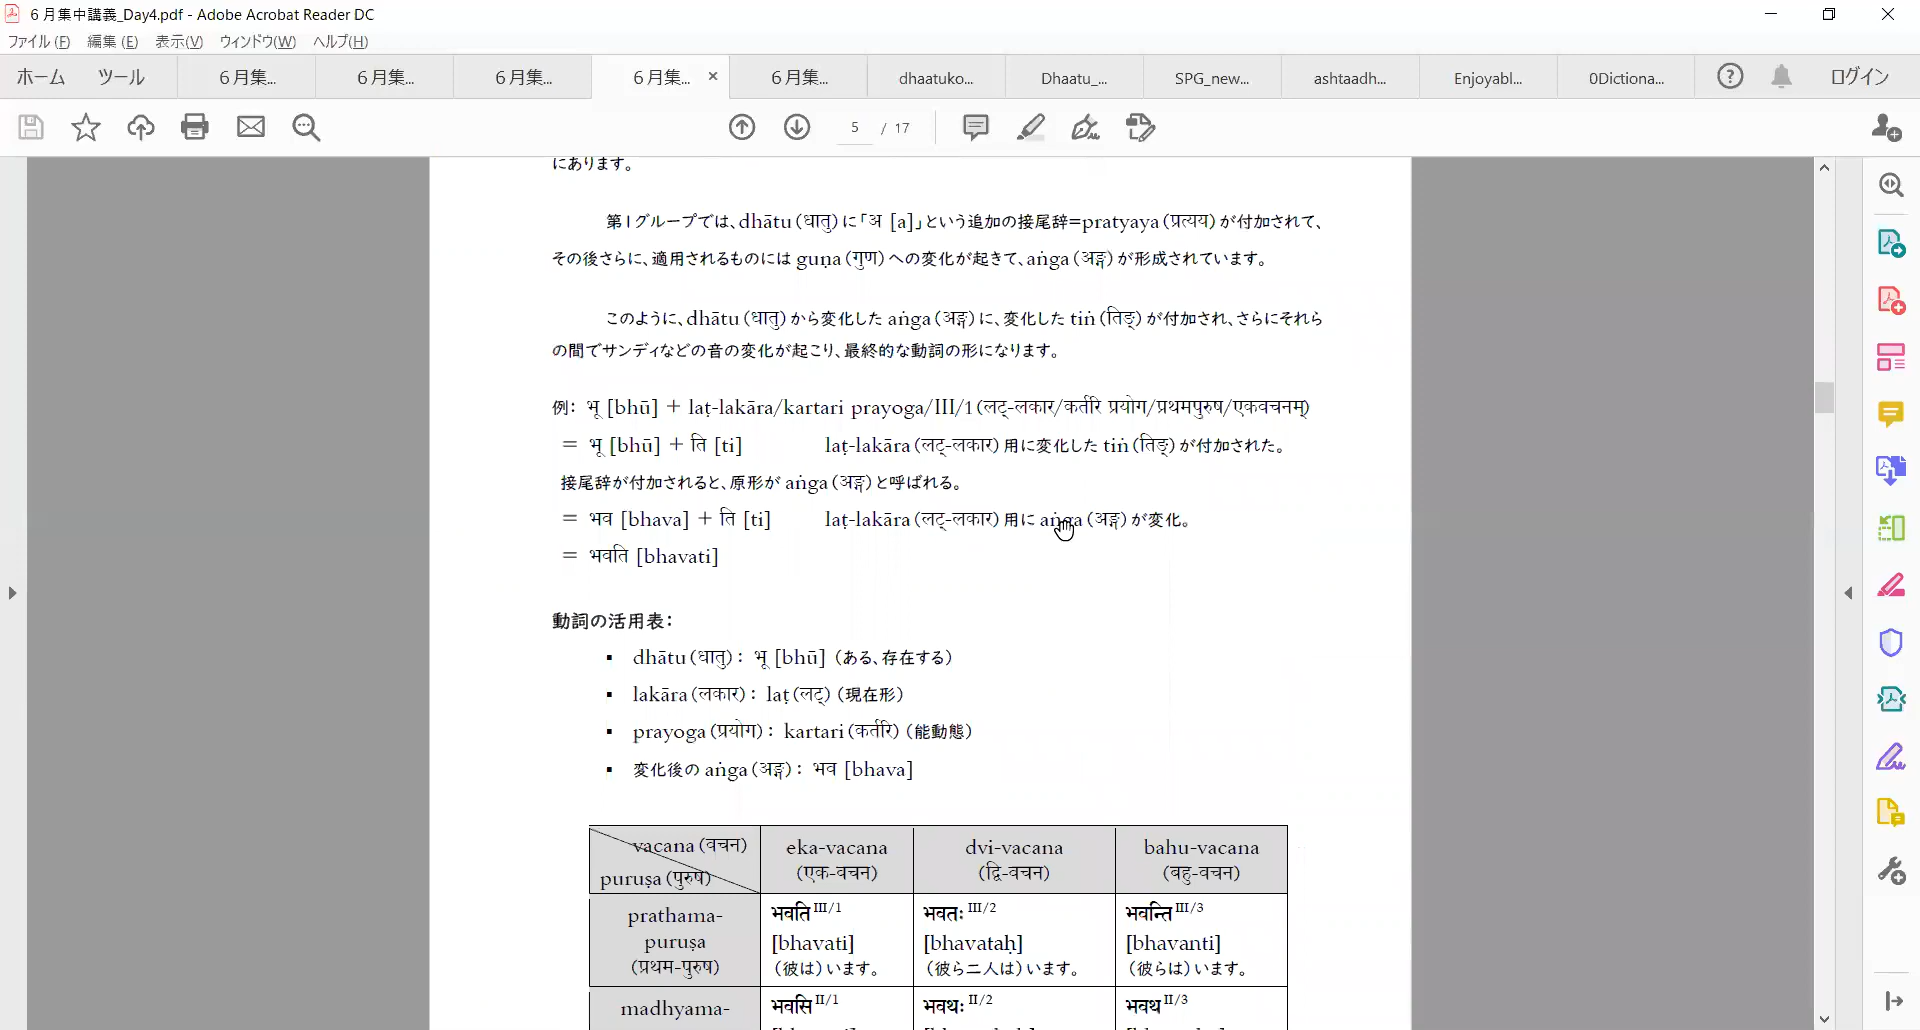 6月集中講義_Day4.pdf - Adobe Acrobat Reader DC
ファイル(F) 編集(E) 表示(V) ウィンドウ(W) ヘルプ(H)
ホーム ツール 6月集... 6月集... 6月集... 6月集... × 6月集... dhaatuko... Dhaatu_... SPG_new... ashtaadh... Enjoyabl... 0Dictiona... ログイン
5 / 17
にあります。
第1グループでは、dhātu(धातु)に「अ [a]」という追加の接尾辞=pratyaya(प्रत्यय)が付加されて、
その後さらに、適用されるものには guṇa(गुण)への変化が起きて、aṅga(अङ्ग)が形成されています。
このように、dhātu(धातु)から変化した aṅga(अङ्ग)に、変化した tiṅ(तिङ्)が付加され、さらにそれら
の間でサンディなどの音の変化が起こり、最終的な動詞の形になります。
例: भू [bhū] + laṭ-lakāra/kartari prayoga/III/1(लट्-लकार/कर्तरि प्रयोग/प्रथमपुरुष/एकवचनम्)
= भू [bhū] + ति [ti] laṭ-lakāra(लट्-लकार)用に変化した tiṅ(तिङ्)が付加された。
接尾辞が付加されると、原形が aṅga(अङ्ग)と呼ばれる。
= भव [bhava] + ति [ti] laṭ-lakāra(लट्-लकार)用に aṅga(अङ्ग)が変化。
= भवति [bhavati]
動詞の活用表:
▪ dhātu(धातु): भू [bhū](ある、存在する)
▪ lakāra(लकार): laṭ(लट्)(現在形)
▪ prayoga(प्रयोग): kartari(कर्तरि)(能動態)
▪ 変化後の aṅga(अङ्ग): भव [bhava]
vacana(वचन) eka-vacana dvi-vacana bahu-vacana
puruṣa(पुरुष) (एक-वचन) (द्वि-वचन) (बहु-वचन)
prathama- भवति III/1 भवतः III/2 भवन्ति III/3
puruṣa [bhavati] [bhavataḥ] [bhavanti]
(प्रथम-पुरुष) (彼は)います。 (彼ら二人は)います。 (彼らは)います。
madhyama- भवसि II/1 भवथः II/2 भवथ II/3